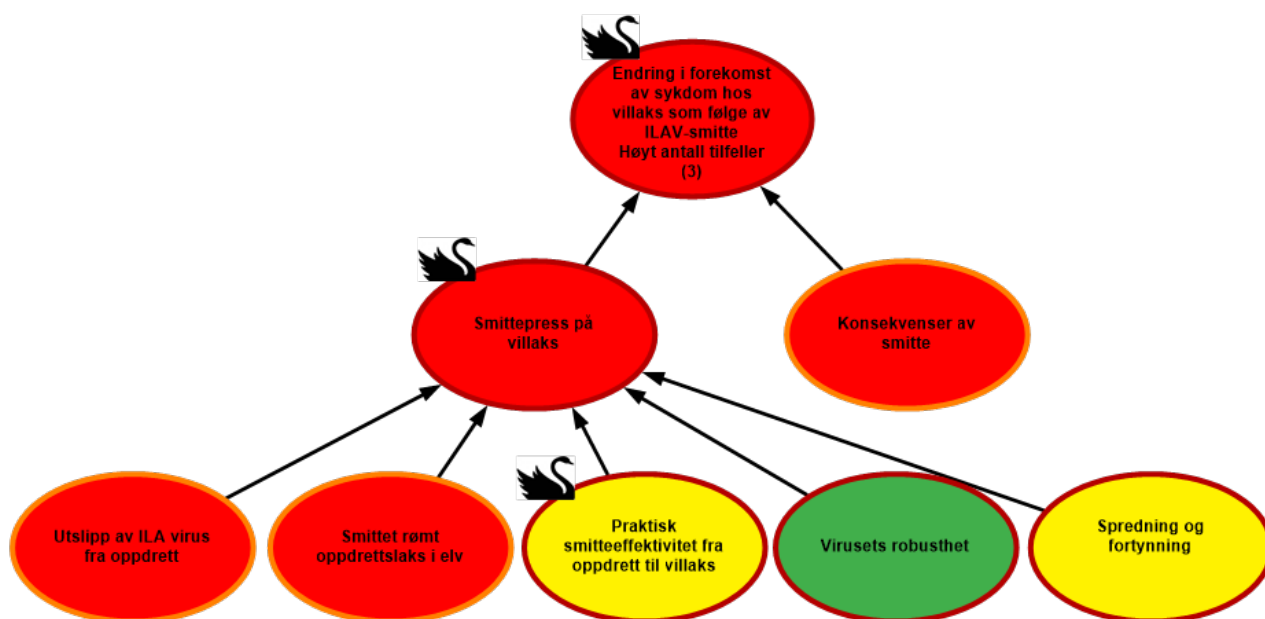 Endring i forekomst
av sykdom hos
villaks som følge av
ILAV-smitte
Høyt antall tilfeller
(3)
Smittepress på
villaks
Konsekvenser av
smitte
Utslipp av ILA virus
fra oppdrett
Smittet rømt
oppdrettslaks i elv
Praktisk
smitteeffektivitet fra
oppdrett til villaks
Virusets robusthet
Spredning og
fortynning